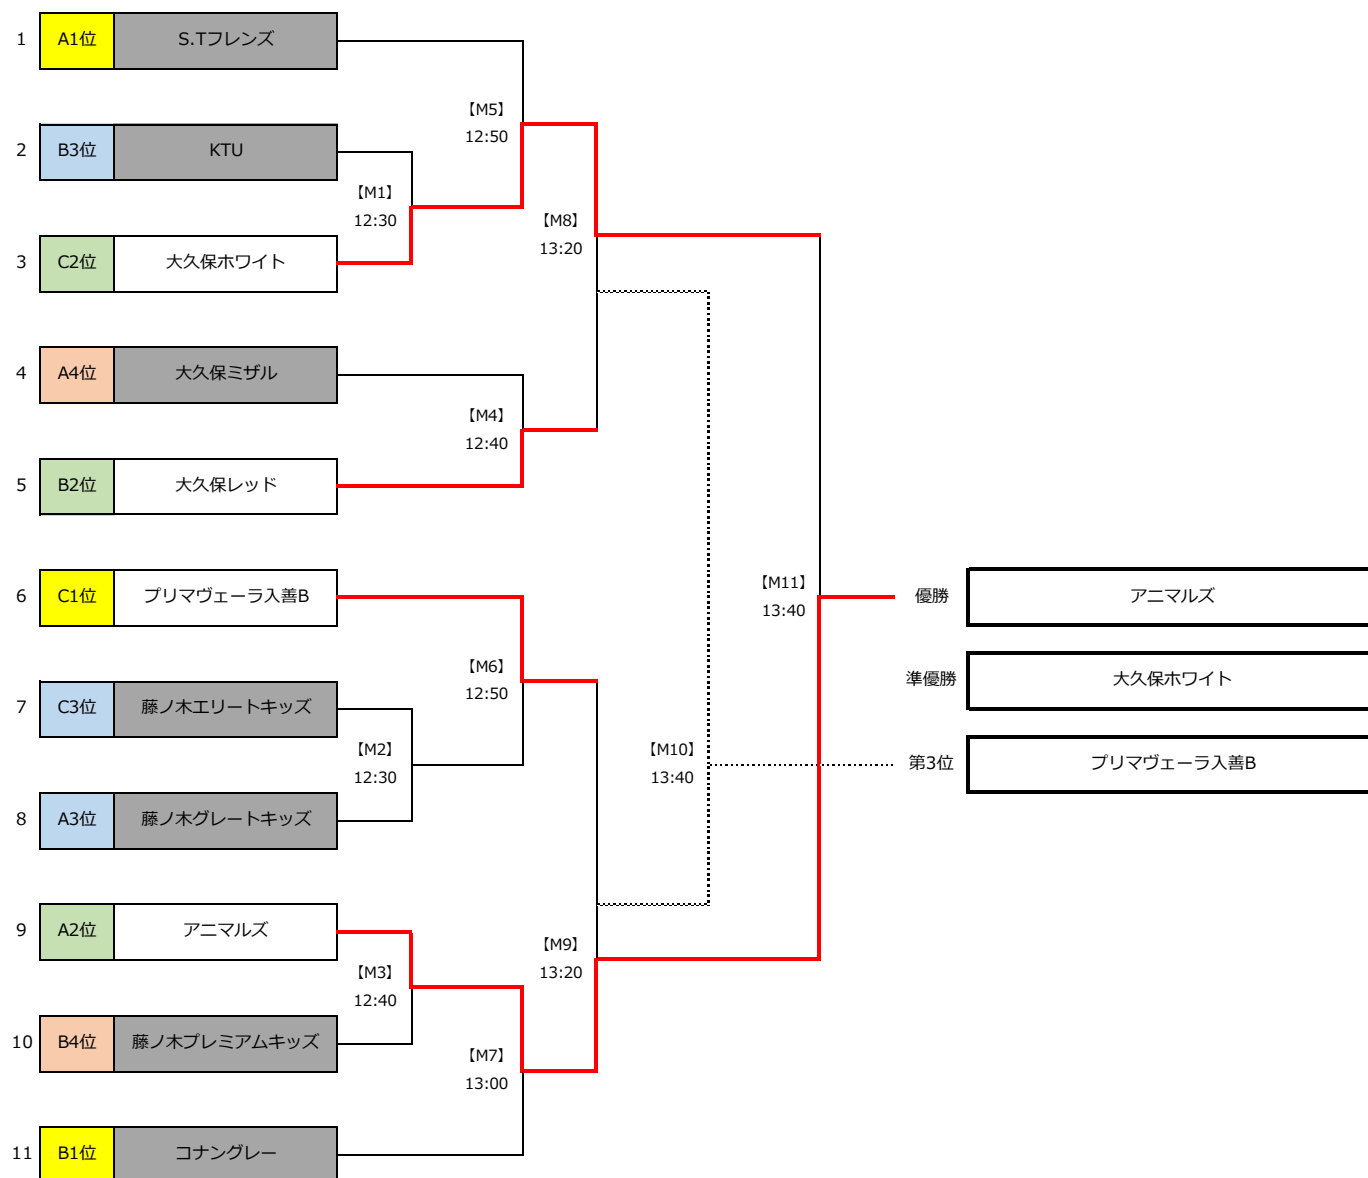 1 A1位 S.Tフレンズ
【M5】
12:50
2 B3位 KTU
【M1】
12:30
【M8】
13:20
3 C2位 大久保ホワイト
4 A4位 大久保ミザル
【M4】
12:40
5 B2位 大久保レッド
6 C1位 プリマヴェーラ入善B
【M11】
13:40
優勝 アニマルズ
【M6】
12:50
準優勝 大久保ホワイト
7 C3位 藤ノ木エリートキッズ
【M2】
12:30
【M10】
13:40
第3位 プリマヴェーラ入善B
8 A3位 藤ノ木グレートキッズ
9 A2位 アニマルズ
【M3】
12:40
【M9】
13:20
10 B4位 藤ノ木プレミアムキッズ
【M7】
13:00
11 B1位 コナングレー